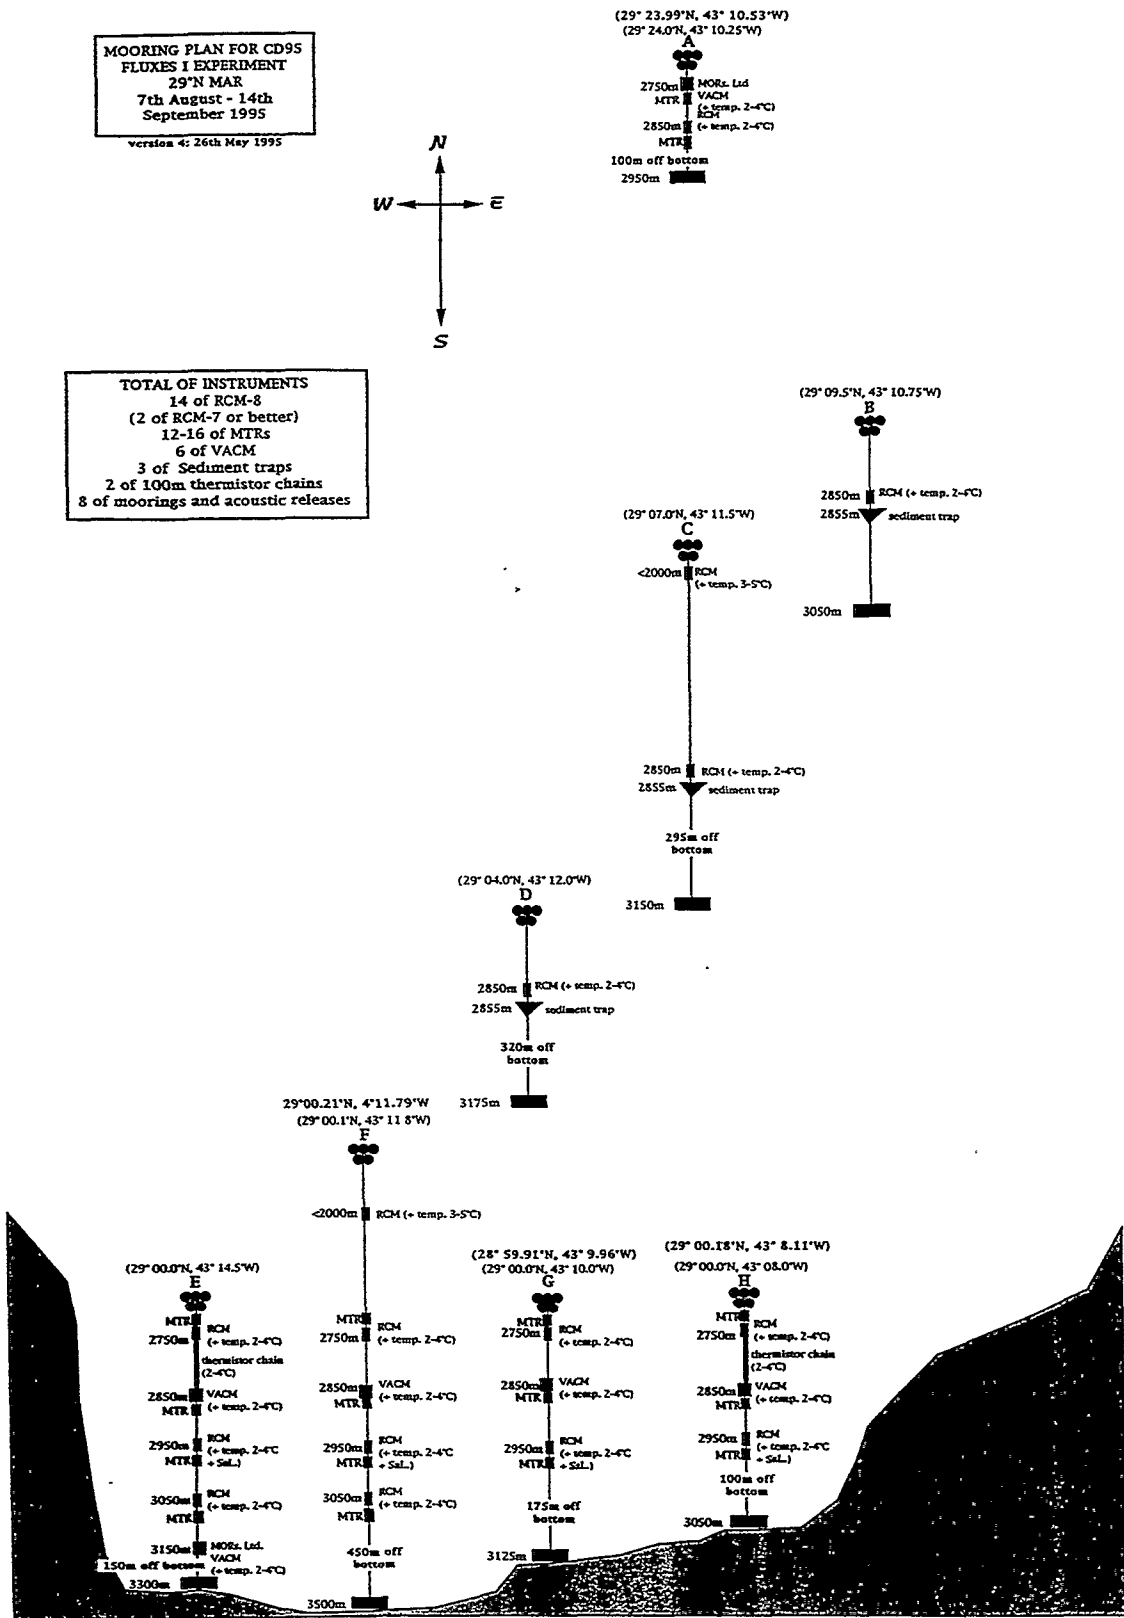 MOORING PLAN FOR CD95
FLUXES I EXPERIMENT
29°N MAR
7th August - 14th
September 1995
version 4: 26th May 1995
N
W
E
S
TOTAL OF INSTRUMENTS
14 of RCM-8
(2 of RCM-7 or better)
12-16 of MTRs
6 of VACM
3 of Sediment traps
2 of 100m thermistor chains
8 of moorings and acoustic releases
(29° 23.99'N, 43° 10.53'W)
(29° 24.0'N, 43° 10.25'W)
A
2750m MORs. Ltd
MTR VACM
(+ temp. 2-4°C)
RCM
2850m (+ temp. 2-4°C)
MTR
100m off bottom
2950m
(29° 09.5'N, 43° 10.75'W)
B
2850m RCM (+ temp. 2-4°C)
2855m sediment trap
3050m
(29° 07.0'N, 43° 11.5'W)
C
<2000m RCM
(+ temp. 3-5°C)
2850m RCM (+ temp. 2-4°C)
2855m sediment trap
295m off
bottom
3150m
(29° 04.0'N, 43° 12.0'W)
D
2850m RCM (+ temp. 2-4°C)
2855m sediment trap
320m off
bottom
3175m
29°00.21'N, 4°11.79'W
(29° 00.1'N, 43° 11 8'W)
F
<2000m RCM (+ temp. 3-5°C)
MTR
RCM
2750m (+ temp. 2-4°C)
2850m VACM
(+ temp. 2-4°C)
MTR
RCM
2950m (+ temp. 2-4°C
MTR + Sal.)
RCM
3050m (+ temp. 2-4°C)
MTR
450m off
bottom
3500m
(29° 00.0'N, 43° 14.5'W)
E
MTR
RCM
2750m (+ temp. 2-4°C)
thermistor chain
(2-4°C)
2850m VACM
MTR (+ temp. 2-4°C)
RCM
2950m (+ temp. 2-4°C
MTR + Sal.)
RCM
3050m (+ temp. 2-4°C)
MTR
3150m MORs. Ltd.
VACM
150m off bottom (+ temp. 2-4°C)
3300m
(28° 59.91'N, 43° 9.96'W)
(29° 00.0'N, 43° 10.0'W)
G
MTR
RCM
2750m (+ temp. 2-4°C)
2850m VACM
MTR (+ temp. 2-4°C)
RCM
2950m (+ temp. 2-4°C
MTR + Sal.)
175m off
bottom
3125m
(29° 00.18'N, 43° 8.11'W)
(29° 00.0'N, 43° 08.0'W)
H
MTR
RCM
2750m (+ temp. 2-4°C)
thermistor chain
(2-4°C)
2850m VACM
MTR (+ temp. 2-4°C)
RCM
2950m (+ temp. 2-4°C
MTR + Sal.)
100m off
bottom
3050m